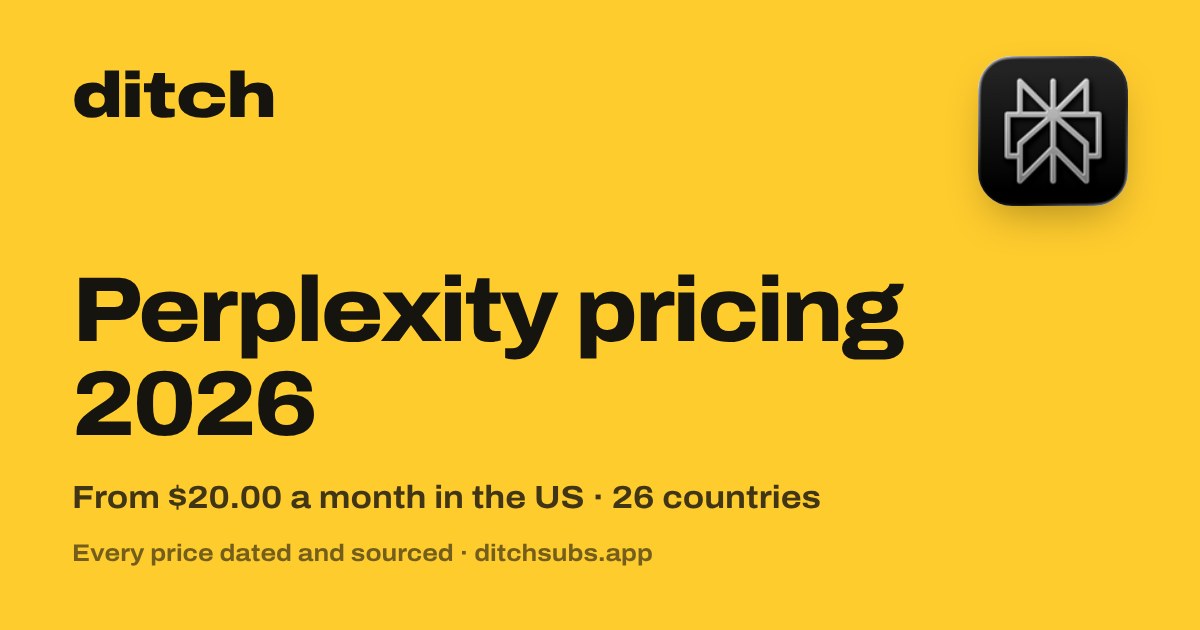 ditch
Perplexity pricing
2026
From $20.00 a month in the US · 26 countries
Every price dated and sourced · ditchsubs.app